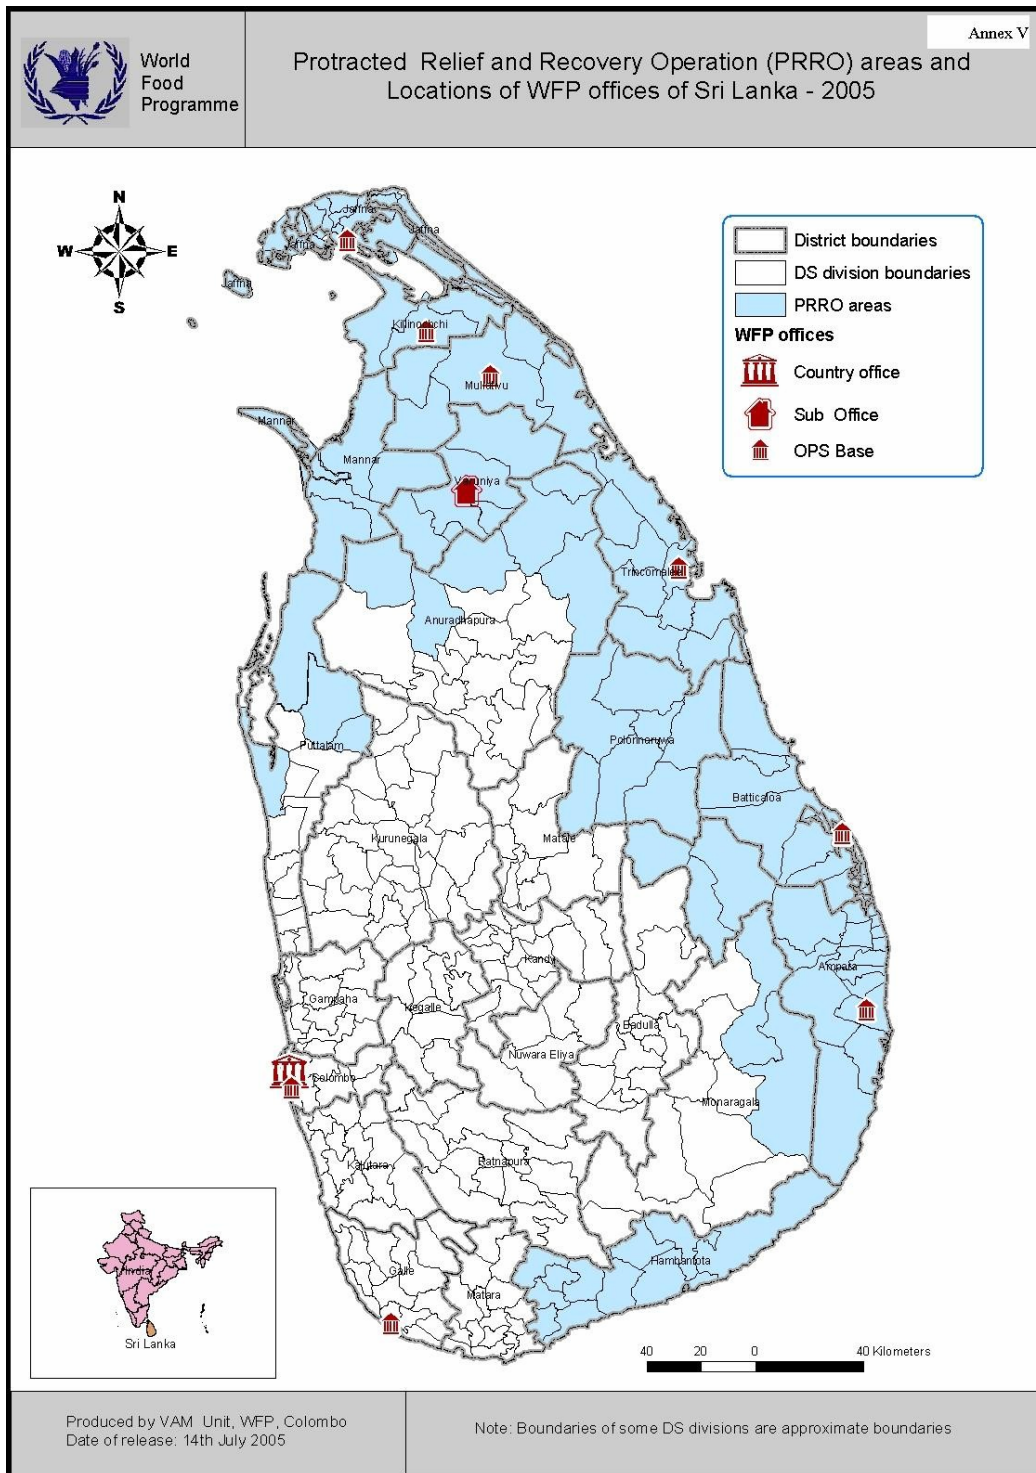 Annex V
World
Food
Programme
Protracted Relief and Recovery Operation (PRRO) areas and
Locations of WFP offices of Sri Lanka - 2005
N
W E
S
District boundaries
DS division boundaries
PRRO areas
WFP offices
Country office
Sub Office
OPS Base
Jaffna
Jaffna
Jaffna
Jaffna
Killinochchi
Mullativu
Mannar
Mannar
Vavuniya
Trincomalee
Anuradhapura
Puttalam
Polonnaruwa
Batticaloa
Kurunegala
Matale
Kandy
Ampara
Gampaha
Kegalle
Badulla
Nuwara Eliya
Colombo
Monaragala
Kalutara
Ratnapura
Hambantota
Galle
Matara
India
Sri Lanka
40 20 0 40 Kilometers
Produced by VAM Unit, WFP, Colombo
Date of release: 14th July 2005
Note: Boundaries of some DS divisions are approximate boundaries